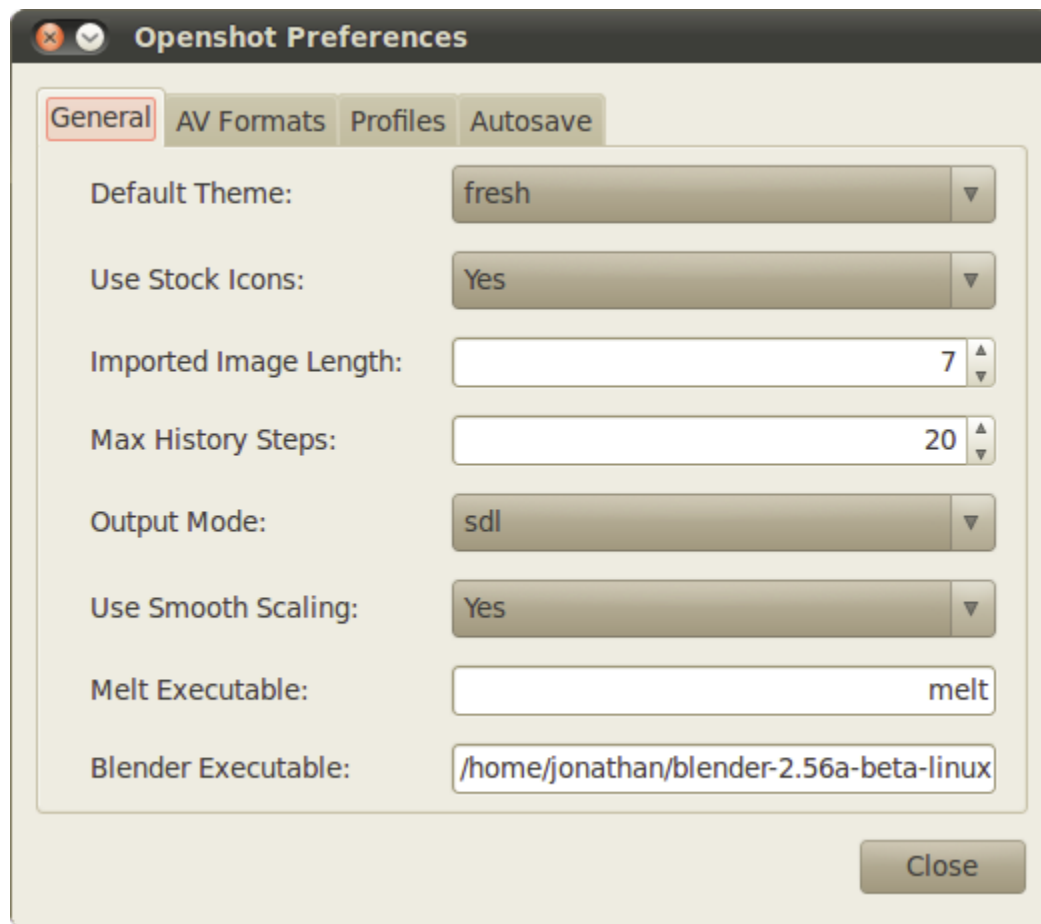 Openshot Preferences
General AV Formats Profiles Autosave
Default Theme: fresh
Use Stock Icons: Yes
Imported Image Length: 7
Max History Steps: 20
Output Mode: sdl
Use Smooth Scaling: Yes
Melt Executable: melt
Blender Executable: /home/jonathan/blender-2.56a-beta-linux
Close